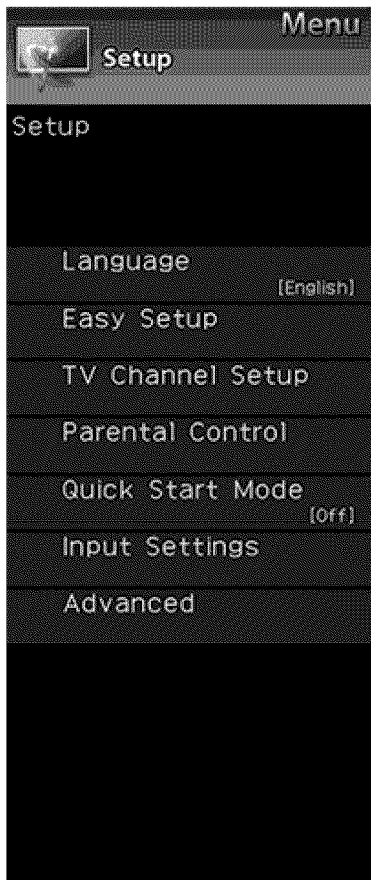 Menu
Setup
Setup
Language
[English]
Easy Setup
TV Channel Setup
Parental Control
Quick Start Mode
[Off]
Input Settings
Advanced